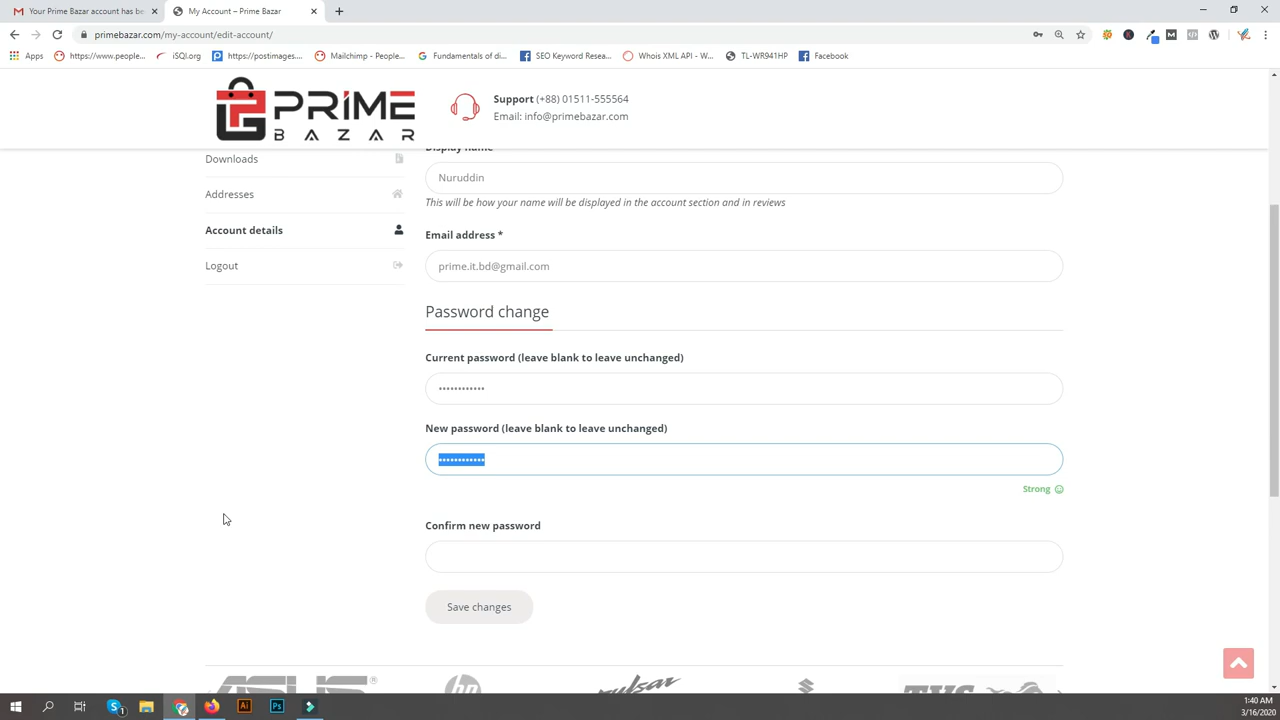 Your Prime Bazar account has be
My Account – Prime Bazar
primebazar.com/my-account/edit-account/
Apps
https://www.people...
iSQI.org
https://postimages....
Mailchimp - People...
Fundamentals of di...
SEO Keyword Resea...
Whois XML API - W...
TL-WR941HP
Facebook
PRIME
BAZAR
Support (+88) 01511-555564
Email: info@primebazar.com
Downloads
Addresses
Account details
Logout
Display name
Nuruddin
This will be how your name will be displayed in the account section and in reviews
Email address *
prime.it.bd@gmail.com
Password change
Current password (leave blank to leave unchanged)
••••••••••••
New password (leave blank to leave unchanged)
••••••••••••
Strong
Confirm new password
Save changes
ASUS
hp
pulsar
TVS
1:40 AM
3/16/2020